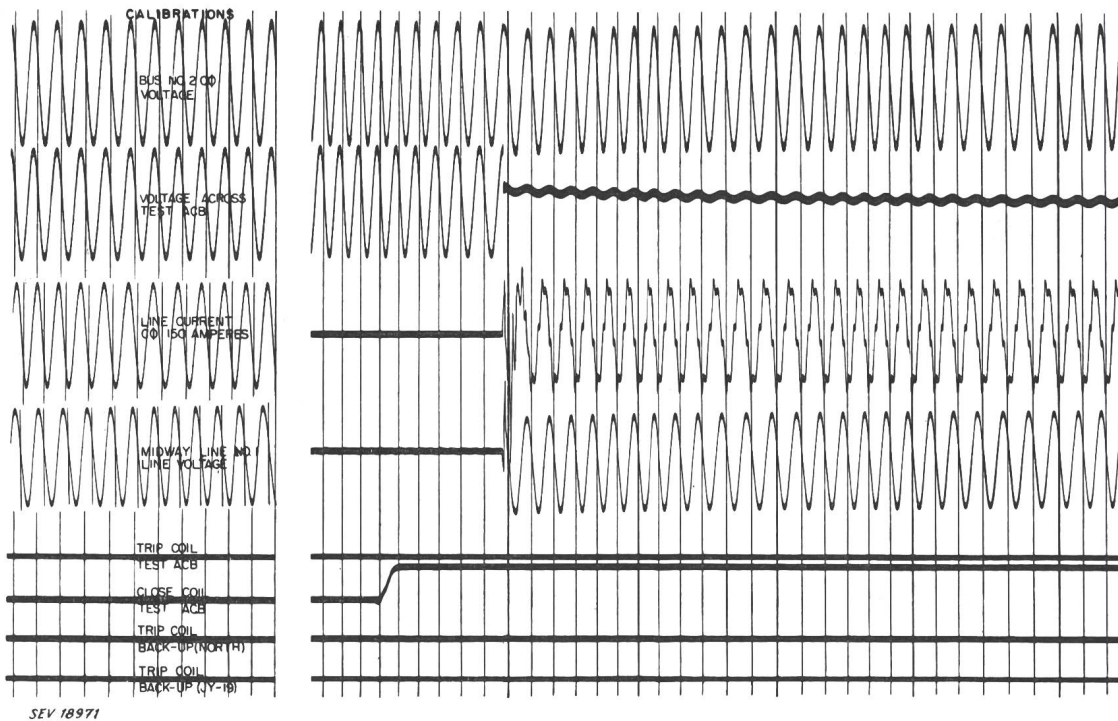 CALIBRATIONS
BUS NO. 2 CΦ
VOLTAGE
VOLTAGE ACROSS
TEST ACB
LINE CURRENT
CΦ 150 AMPERES
MIDWAY LINE NO. 1
LINE VOLTAGE
TRIP COIL
TEST ACB
CLOSE COIL
TEST ACB
TRIP COIL
BACK-UP (NORTH)
TRIP COIL
BACK-UP (JY-19)
SEV 18971